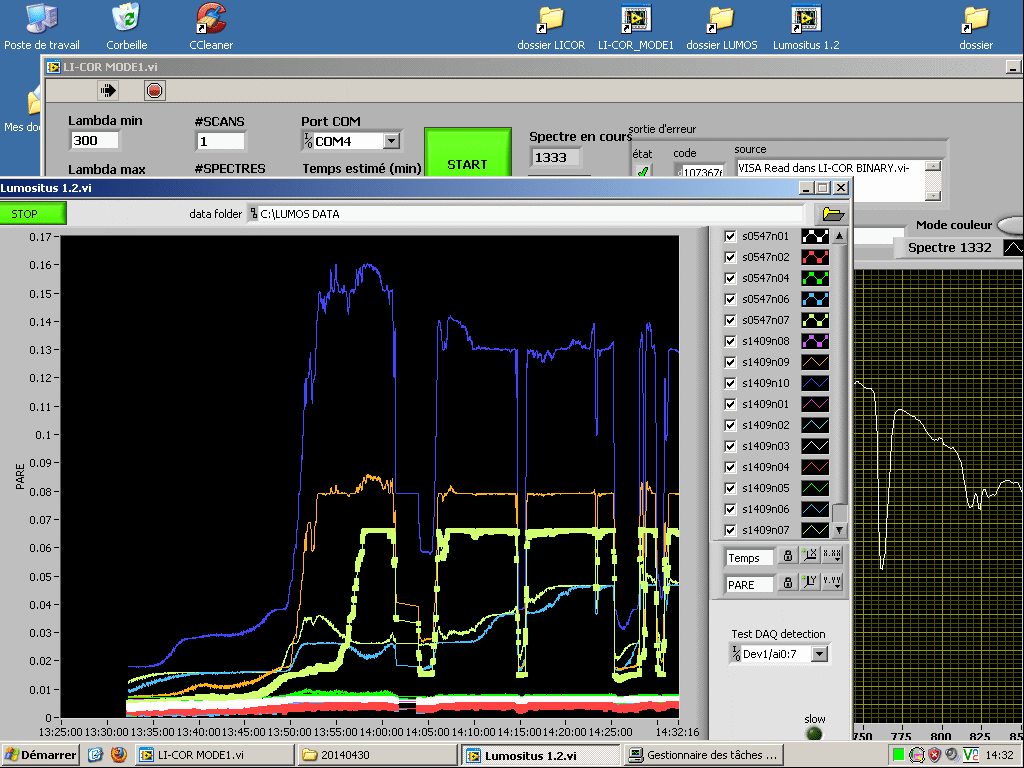 Poste de travail
Corbeille
CCleaner
dossier LICOR
LI-COR_MODE1
dossier LUMOS
Lumositus 1.2
dossier
LI-COR MODE1.vi
Lambda min
#SCANS
Port COM
300
1
COM4
START
Spectre en cours
1333
sortie d'erreur
état
code
source
VISA Read dans LI-COR BINARY.vi-
Lambda max
#SPECTRES
Temps estimé (min)
Lumositus 1.2.vi
STOP
data folder
C:\LUMOS DATA
Mode couleur
Spectre 1332
s0547n01
s0547n02
s0547n04
s0547n06
s0547n07
s1409n08
s1409n09
s1409n10
s1409n01
s1409n02
s1409n03
s1409n04
s1409n05
s1409n06
s1409n07
0.17
0.16
0.15
0.14
0.13
0.12
0.11
0.1
0.09
0.08
0.07
0.06
0.05
0.04
0.03
0.02
0.01
0
PARE
13:25:00 13:30:00 13:35:00 13:40:00 13:45:00 13:50:00 13:55:00 14:00:00 14:05:00 14:10:00 14:15:00 14:20:00 14:25:00 14:32:16
Temps
PARE
Test DAQ detection
Dev1/ai0:7
slow
750 775 800 825
Démarrer
LI-COR MODE1.vi
20140430
Lumositus 1.2.vi
Gestionnaire des tâches ...
14:32